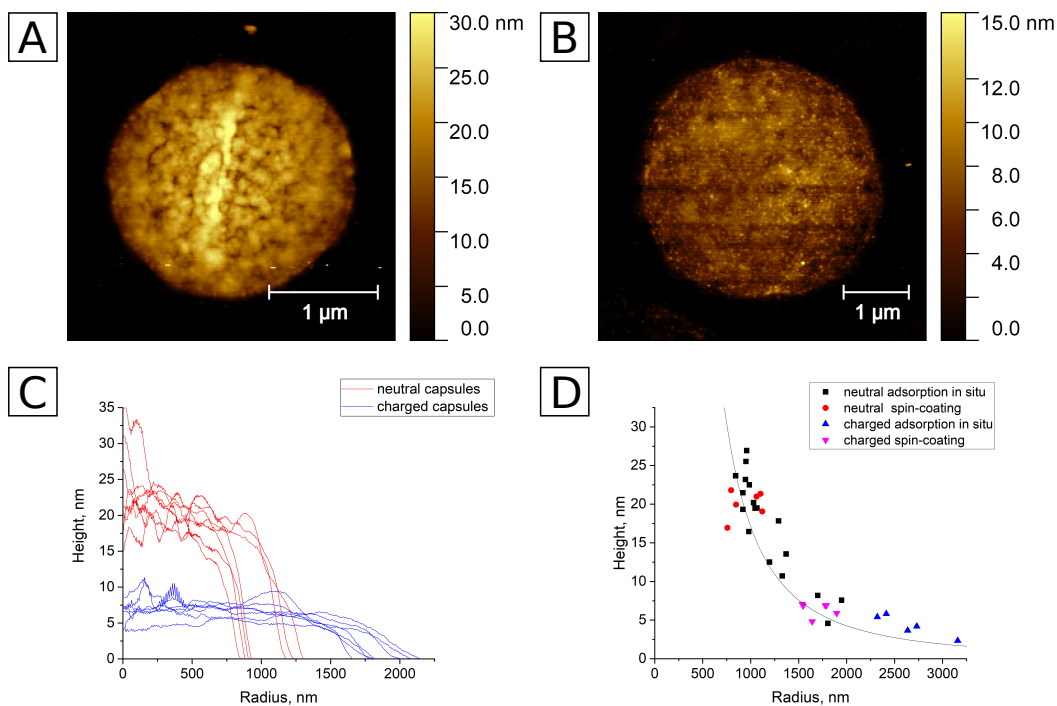 A
30.0 nm
25.0
20.0
15.0
10.0
5.0
0.0
1 µm
B
15.0 nm
12.0
10.0
8.0
6.0
4.0
0.0
1 µm
C
neutral capsules
charged capsules
35
30
25
20
15
10
5
0
Height, nm
0
500
1000
1500
2000
Radius, nm
D
neutral adsorption in situ
neutral spin-coating
charged adsorption in situ
charged spin-coating
30
25
20
15
10
5
0
Height, nm
0
500
1000
1500
2000
2500
3000
Radius, nm